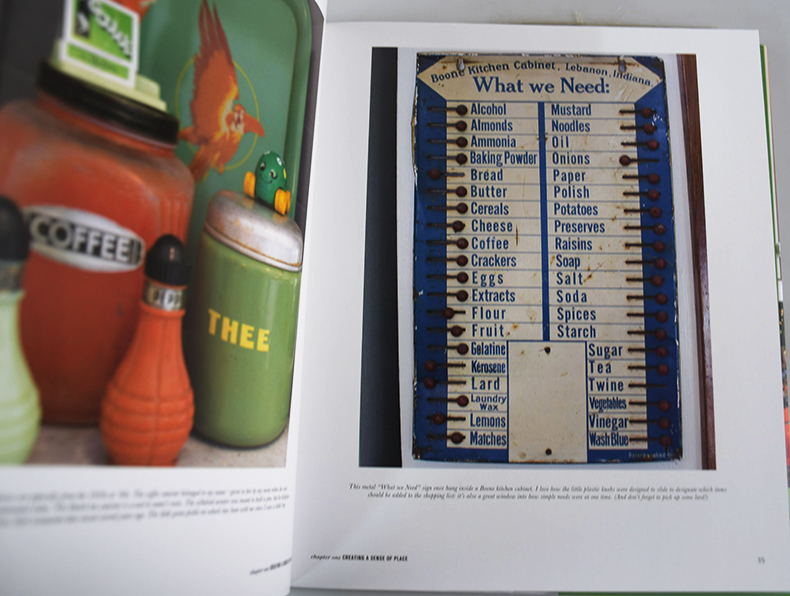 COFFEE
THEE
Boone Kitchen Cabinet, Lebanon, Indiana.
What we Need:
Alcohol
Almonds
Ammonia
Baking Powder
Bread
Butter
Cereals
Cheese
Coffee
Crackers
Eggs
Extracts
Flour
Fruit
Gelatine
Kerosene
Lard
Laundry
Wax
Lemons
Matches
Mustard
Noodles
Oil
Onions
Paper
Polish
Potatoes
Preserves
Raisins
Soap
Salt
Soda
Spices
Starch
Sugar
Tea
Twine
Vegetables
Vinegar
Wash Blue
This metal "What we Need" sign once hung inside a Boone kitchen cabinet. I love how the little plastic knobs were designed to slide to designate which items
should be added to the shopping list; it's also a great window into how simple needs were at one time. (And don't forget to pick up some lard!)
chapter one CREATING A SENSE OF PLACE